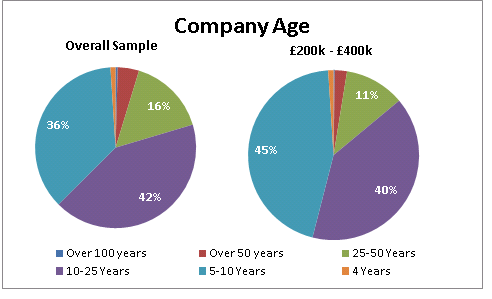 Company Age
Overall Sample
£200k - £400k
16%
36%
42%
11%
45%
40%
Over 100 years
Over 50 years
25-50 Years
10-25 Years
5-10 Years
4 Years